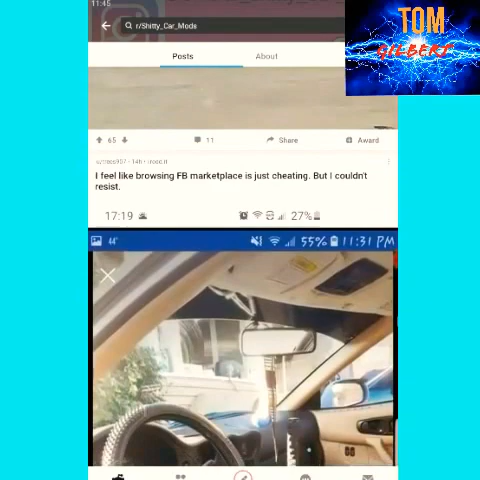 11:45
r/Shitty_Car_Mods
TOM
GILBERT
Posts
About
65
11
Share
Award
I feel like browsing FB marketplace is just cheating. But I couldn't
resist.
17:19
27%
44°
55%
11:31 PM